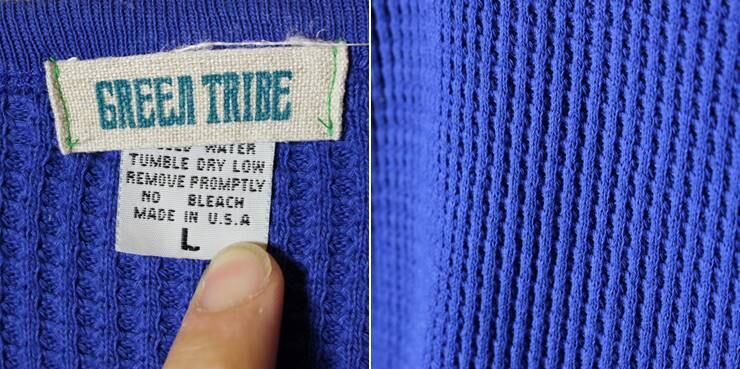 GREEN TRIBE
WATER
TUMBLE DRY LOW
REMOVE PROMPTLY
NO BLEACH
MADE IN U.S.A
L